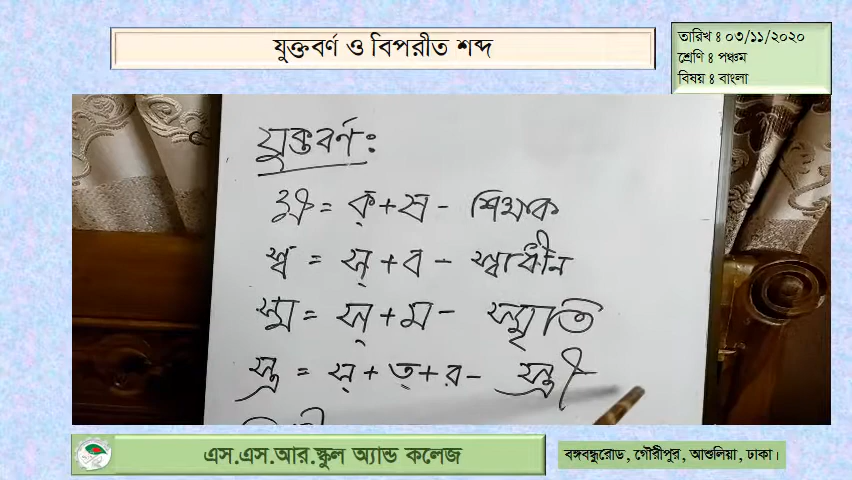 যুক্তবর্ণ ও বিপরীত শব্দ
তারিখ ঃ ০৩/১১/২০২০
শ্রেণি ঃ পঞ্চম
বিষয় ঃ বাংলা
যুক্তবর্ণ:
ক্ষ = ক্ + ষ - শিক্ষক
স্ব = স্ + ব - স্বাধীন
স্ম = স্ + ম - স্মৃতি
স্ত্র = স্ + ত্ + র - স্ত্রী
এস.এস.আর.স্কুল অ্যান্ড কলেজ
বঙ্গবন্ধুরোড, গৌরীপুর, আশুলিয়া, ঢাকা।